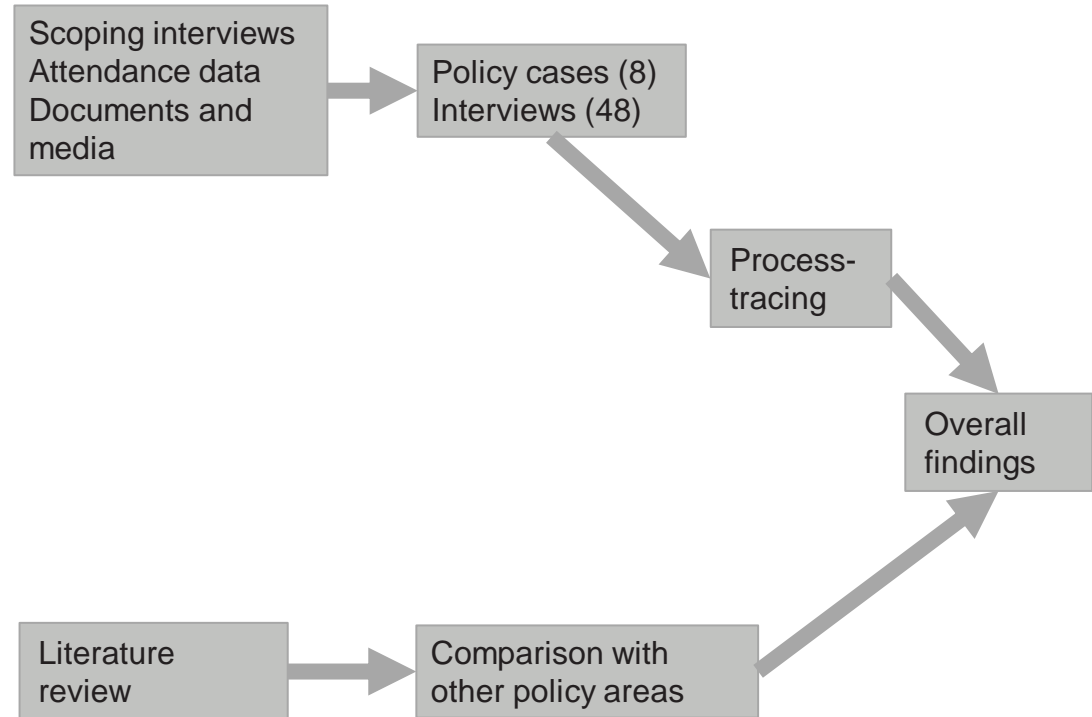 Scoping interviews
Attendance data
Documents and
media
Policy cases (8)
Interviews (48)
Process-
tracing
Overall
findings
Literature
review
Comparison with
other policy areas